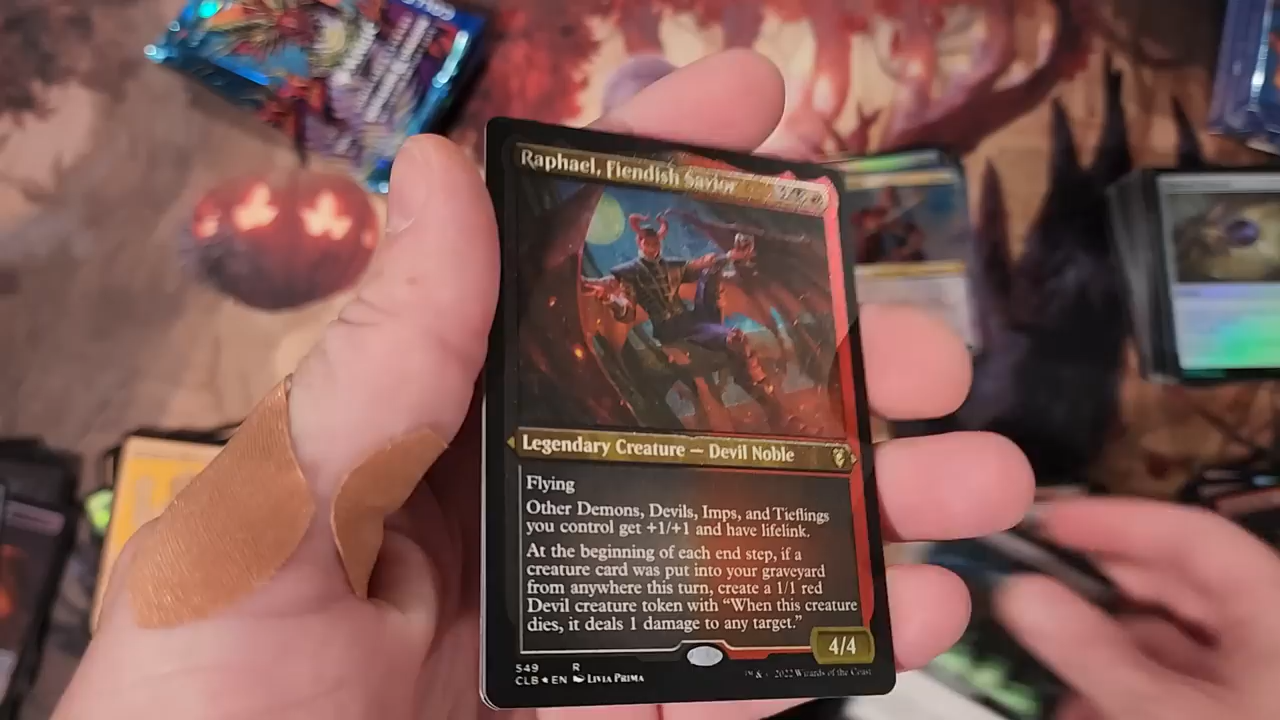 Raphael, Fiendish Savior
Legendary Creature — Devil Noble
Flying
Other Demons, Devils, Imps, and Tieflings
you control get +1/+1 and have lifelink.
At the beginning of each end step, if a
creature card was put into your graveyard
from anywhere this turn, create a 1/1 red
Devil creature token with “When this creature
dies, it deals 1 damage to any target.”
4/4
549 R
CLB★EN LIVIA PRIMA
™ & © 2022 Wizards of the Coast